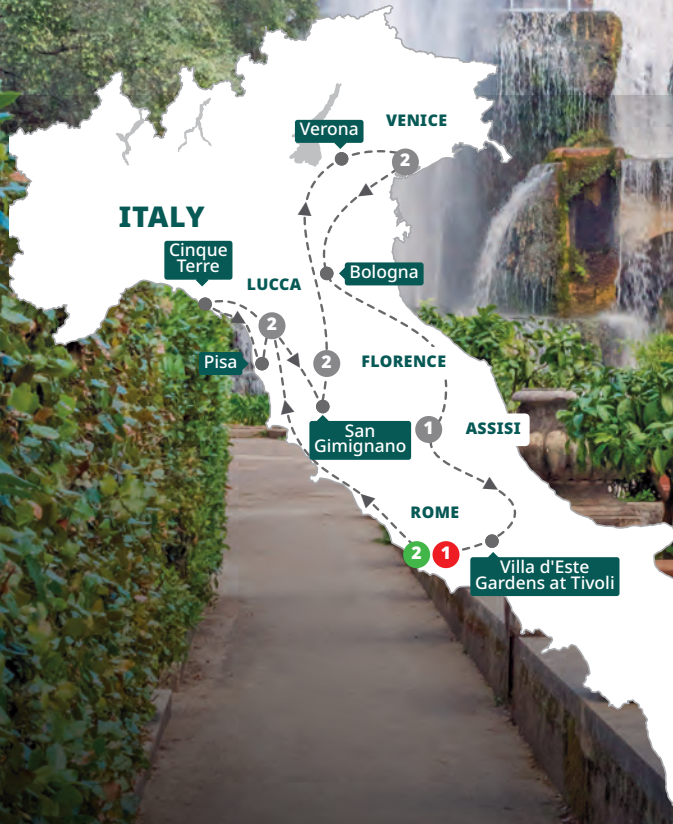 VENICE
Verona
2
ITALY
Cinque
Terre
Bologna
LUCCA
2
Pisa
2
FLORENCE
San
Gimignano
1
ASSISI
ROME
2
1
Villa d'Este
Gardens at Tivoli